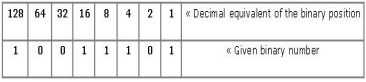 128 64 32 16 8 4 2 1 « Decimal equivalent of the binary position
1 0 0 1 1 1 0 1 « Given binary number